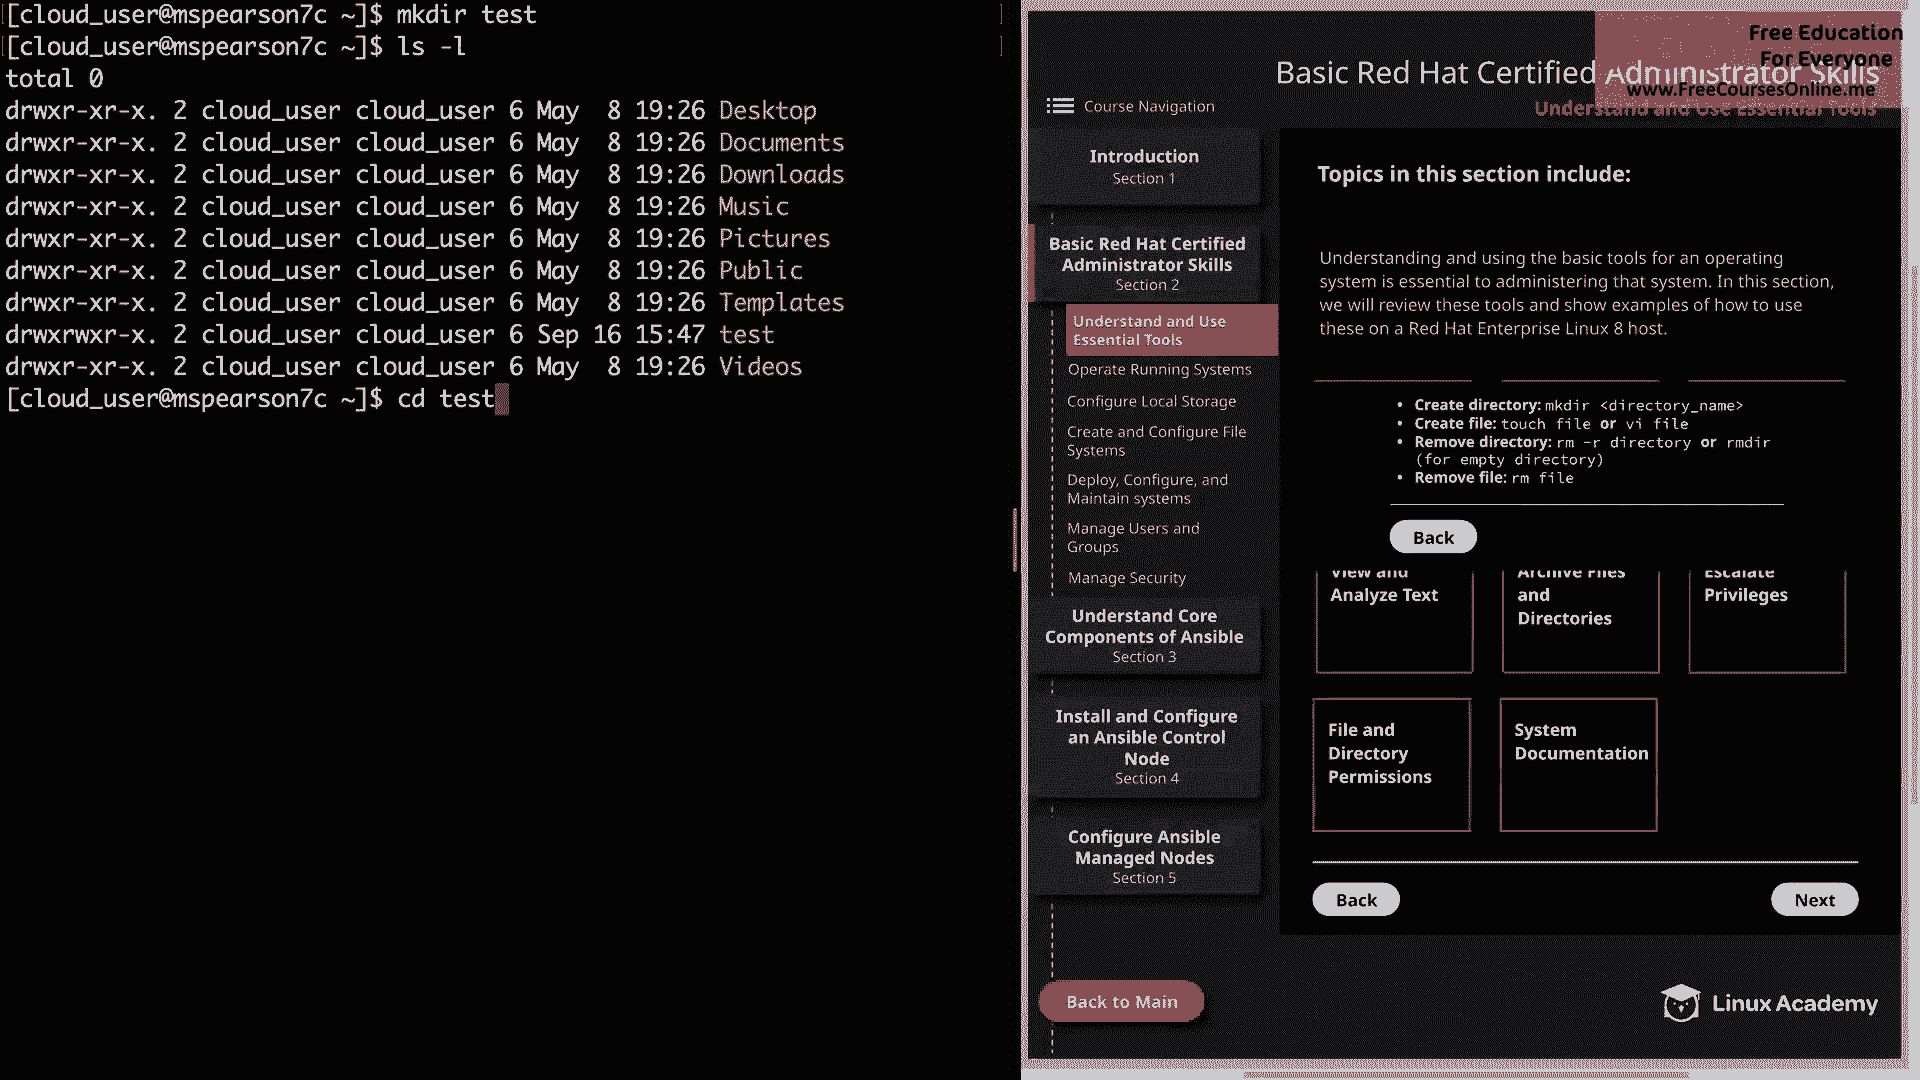 [cloud_user@mspearson7c ~]$ mkdir test
[cloud_user@mspearson7c ~]$ ls -l
total 0
drwxr-xr-x. 2 cloud_user cloud_user 6 May  8 19:26 Desktop
drwxr-xr-x. 2 cloud_user cloud_user 6 May  8 19:26 Documents
drwxr-xr-x. 2 cloud_user cloud_user 6 May  8 19:26 Downloads
drwxr-xr-x. 2 cloud_user cloud_user 6 May  8 19:26 Music
drwxr-xr-x. 2 cloud_user cloud_user 6 May  8 19:26 Pictures
drwxr-xr-x. 2 cloud_user cloud_user 6 May  8 19:26 Public
drwxr-xr-x. 2 cloud_user cloud_user 6 May  8 19:26 Templates
drwxrwxr-x. 2 cloud_user cloud_user 6 Sep 16 15:47 test
drwxr-xr-x. 2 cloud_user cloud_user 6 May  8 19:26 Videos
[cloud_user@mspearson7c ~]$ cd test
Free Education
For Everyone
www.FreeCoursesOnline.me
Basic Red Hat Certified Administrator Skills
Understand and Use Essential Tools
Course Navigation
Introduction
Section 1
Basic Red Hat Certified
Administrator Skills
Section 2
Understand and Use
Essential Tools
Operate Running Systems
Configure Local Storage
Create and Configure File
Systems
Deploy, Configure, and
Maintain systems
Manage Users and
Groups
Manage Security
Understand Core
Components of Ansible
Section 3
Install and Configure
an Ansible Control
Node
Section 4
Configure Ansible
Managed Nodes
Section 5
Back to Main
Topics in this section include:
Understanding and using the basic tools for an operating
system is essential to administering that system. In this section,
we will review these tools and show examples of how to use
these on a Red Hat Enterprise Linux 8 host.
• Create directory: mkdir <directory_name>
• Create file: touch file or vi file
• Remove directory: rm -r directory or rmdir
(for empty directory)
• Remove file: rm file
Back
View and
Analyze Text
Archive Files
and
Directories
Escalate
Privileges
File and
Directory
Permissions
System
Documentation
Back
Next
Linux Academy